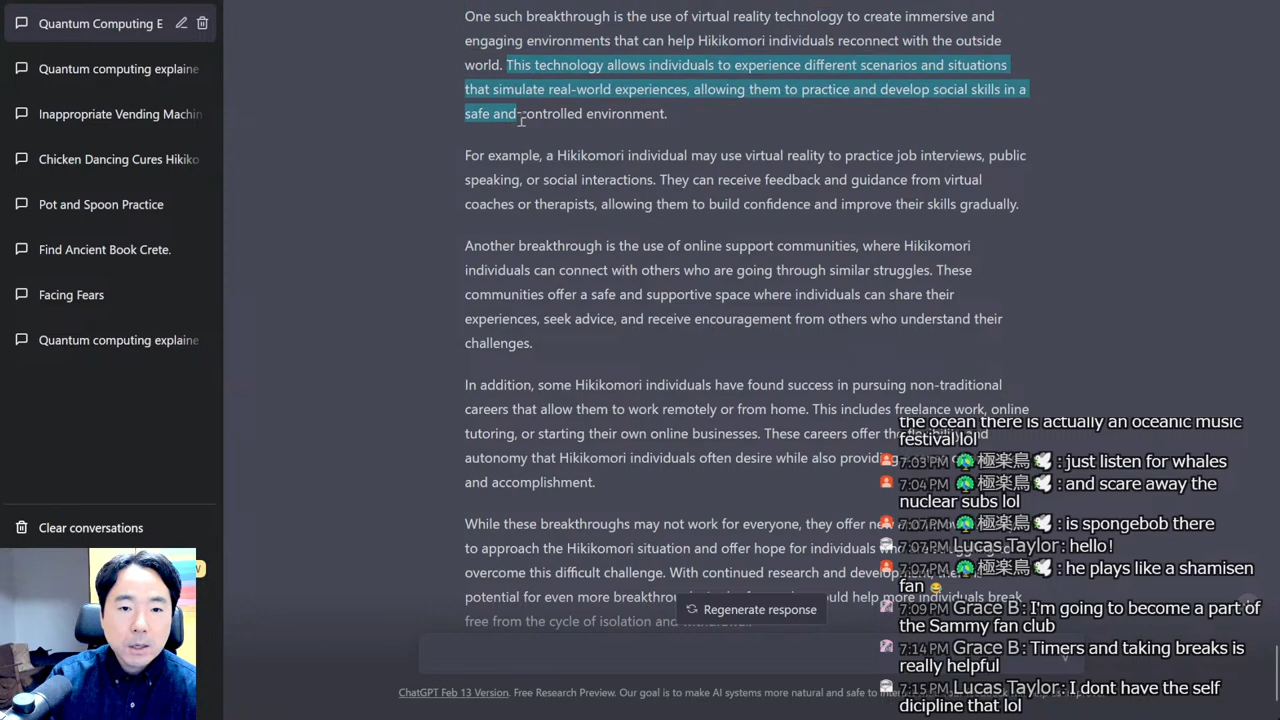 Quantum Computing E
Quantum computing explaine
Inappropriate Vending Machin
Chicken Dancing Cures Hikiko
Pot and Spoon Practice
Find Ancient Book Crete.
Facing Fears
Quantum computing explaine
Clear conversations
One such breakthrough is the use of virtual reality technology to create immersive and
engaging environments that can help Hikikomori individuals reconnect with the outside
world. This technology allows individuals to experience different scenarios and situations
that simulate real-world experiences, allowing them to practice and develop social skills in a
safe and controlled environment.
For example, a Hikikomori individual may use virtual reality to practice job interviews, public
speaking, or social interactions. They can receive feedback and guidance from virtual
coaches or therapists, allowing them to build confidence and improve their skills gradually.
Another breakthrough is the use of online support communities, where Hikikomori
individuals can connect with others who are going through similar struggles. These
communities offer a safe and supportive space where individuals can share their
experiences, seek advice, and receive encouragement from others who understand their
challenges.
In addition, some Hikikomori individuals have found success in pursuing non-traditional
careers that allow them to work remotely or from home. This includes freelance work, online
tutoring, or starting their own online businesses. These careers offer the
autonomy that Hikikomori individuals often desire while also
and accomplishment.
While these breakthroughs may not work for everyone, they offer
to approach the Hikikomori situation and offer hope for individuals
overcome this difficult challenge. With continued research and
potential for even more
free from the cycle of isolation and
Regenerate response
ChatGPT Feb 13 Version. Free Research Preview. Our goal is to make AI systems more natural and safe to
the ocean there is actually an oceanic music
festival lol
7:03 PM 極楽鳥 : just listen for whales
7:04 PM 極楽鳥 : and scare away the
nuclear subs lol
7:07 PM 極楽鳥 : is spongebob there
7:07 PM Lucas Taylor : hello!
7:07 PM 極楽鳥 : he plays like a shamisen
fan
7:09 PM Grace B : I'm going to become a part of
the Sammy fan club
7:14 PM Grace B : Timers and taking breaks is
really helpful
7:15 PM Lucas Taylor : I dont have the self
dicipline that lol